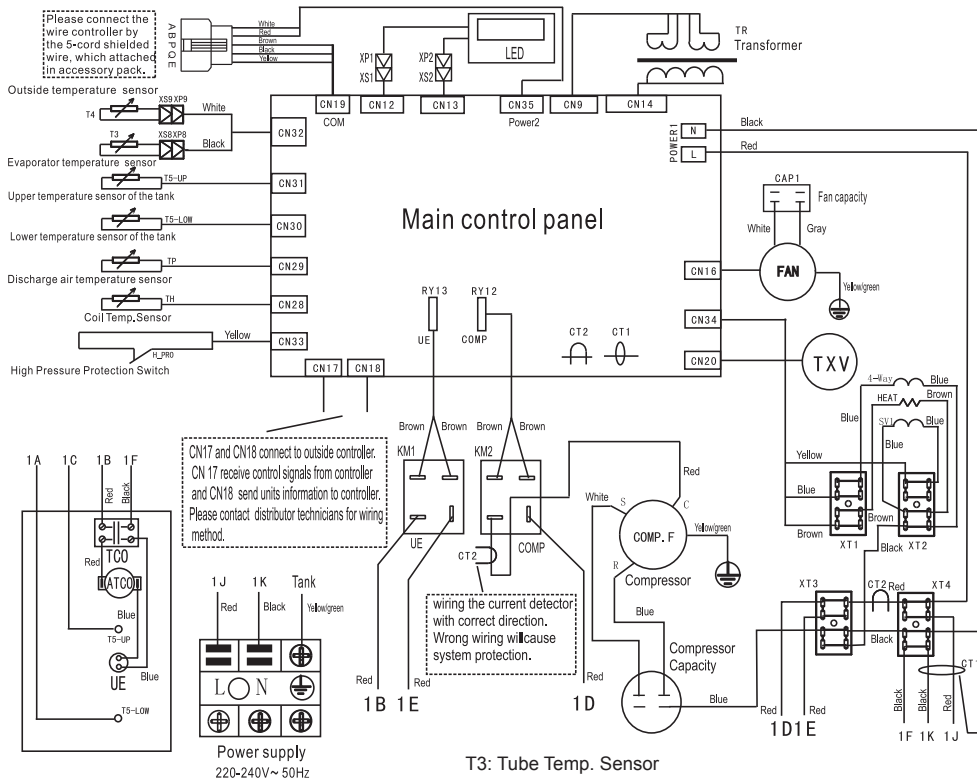 Please connect the
wire controller by
the 5-cord shielded
wire, which attached
in accessory pack.
A B P Q E
White
Red
Brown
Black
Yellow
XP1
XS1
XP2
XS2
LED
TR
Transformer
CN19
COM
CN12
CN13
CN35
Power2
CN9
CN14
Outside temperature sensor
T4
XS9 XP9
White
T3
XS8 XP8
Black
CN32
Evaporator temperature sensor
T5-UP
CN31
Upper temperature sensor of the tank
T5-LOW
CN30
Lower temperature sensor of the tank
TP
CN29
Discharge air temperature sensor
TH
CN28
Coil Temp.Sensor
Yellow
CN33
H_PRO
High Pressure Protection Switch
CN17
CN18
Main control panel
POWER1
N
L
Black
Red
CAP1
Fan capacity
White
Gray
CN16
FAN
Yellow/green
CN34
CN20
TXV
RY13
UE
RY12
COMP
CT2
CT1
4-Way
Blue
HEAT
Brown
SV1
Blue
Blue
Blue
Yellow
Blue
Brown
Brown
Black
XT1
XT2
CN17 and CN18 connect to outside controller.
CN 17 receive control signals from controller
and CN18 send units information to controller.
Please contact distributor technicians for wiring
method.
Brown
Brown
Brown
Brown
KM1
KM2
UE
COMP
CT2
wiring the current detector
with correct direction.
Wrong wiring will cause
system protection.
Red
1B
Red
1E
Red
1D
White
Red
S
C
R
COMP.F
Compressor
Yellow/green
Blue
Compressor
Capacity
Blue
XT3
CT2
Red
XT4
Black
Red
1D
Red
1E
Black
1F
Black
1K
Red
1J
CT1
1A
1C
1B
1F
Red
Black
TCO
Red
ATCO
Blue
T5-UP
UE
Blue
T5-LOW
1J
1K
Tank
Red
Black
Yellow/green
L
N
Power supply
220-240V~ 50Hz
T3: Tube Temp. Sensor